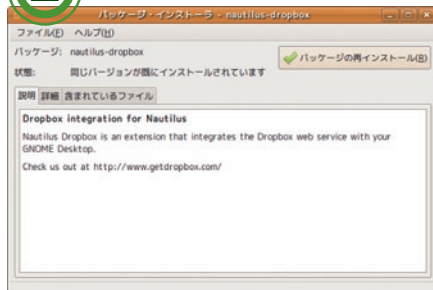 パッケージ・インストーラ - nautilus-dropbox
ファイル(F) ヘルプ(H)
パッケージ: nautilus-dropbox
パッケージの再インストール(R)
状態: 同じバージョンが既にインストールされています
説明 詳細 含まれているファイル
Dropbox integration for Nautilus
Nautilus Dropbox is an extension that integrates the Dropbox web service with your
GNOME Desktop.
Check us out at http://www.getdropbox.com/